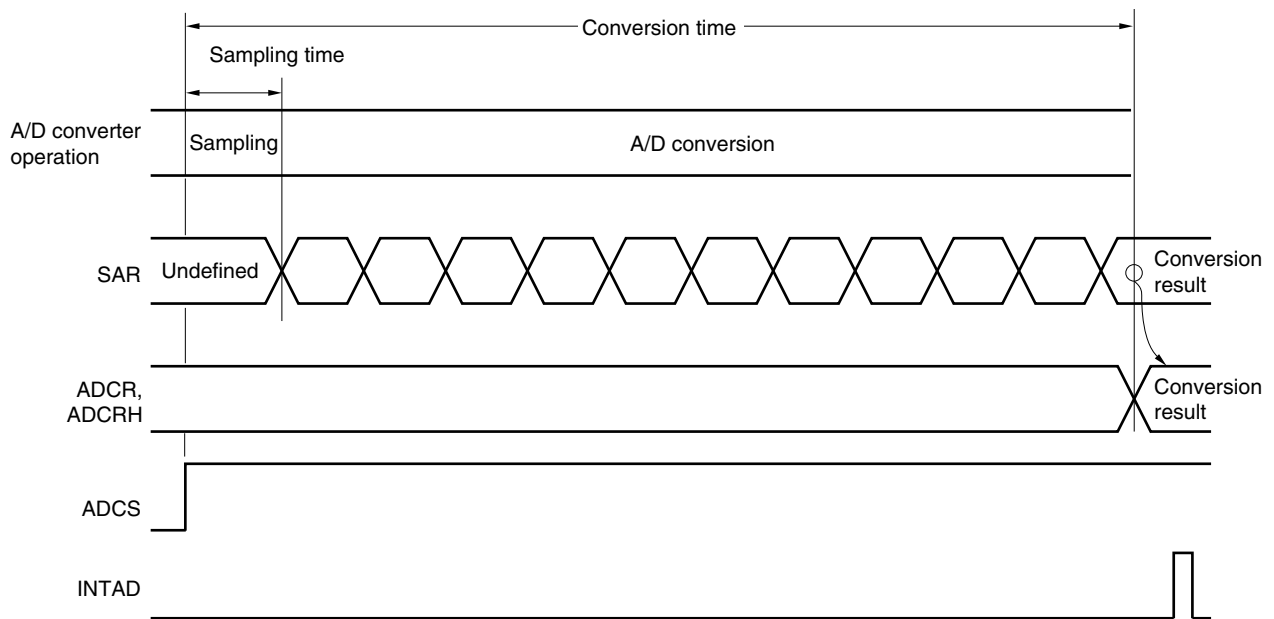 Conversion time
Sampling time
A/D converter
operation
Sampling
A/D conversion
SAR
Undefined
Conversion
result
ADCR,
ADCRH
Conversion
result
ADCS
INTAD